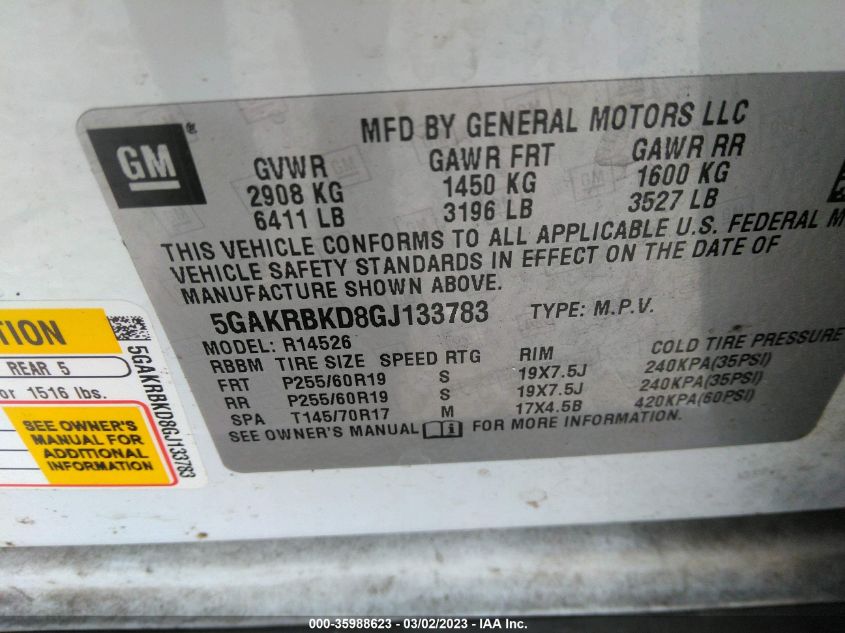 GM®
MFD BY GENERAL MOTORS LLC
GVWR GAWR FRT GAWR RR
2908 KG 1450 KG 1600 KG
6411 LB 3196 LB 3527 LB
THIS VEHICLE CONFORMS TO ALL APPLICABLE U.S. FEDERAL M
VEHICLE SAFETY STANDARDS IN EFFECT ON THE DATE OF
MANUFACTURE SHOWN ABOVE.
5GAKRBKD8GJ133783 TYPE: M.P.V.
MODEL: R14526
RBBM TIRE SIZE SPEED RTG RIM COLD TIRE PRESSURE
FRT P255/60R19 S 19X7.5J 240KPA(35PSI)
RR P255/60R19 S 19X7.5J 240KPA(35PSI)
SPA T145/70R17 M 17X4.5B 420KPA(60PSI)
SEE OWNER'S MANUAL i FOR MORE INFORMATION.
TION
REAR 5
or 1516 lbs.
SEE OWNER'S
MANUAL FOR
ADDITIONAL
INFORMATION
5GAKRBKD8GJ133783
000-35988623 - 03/02/2023 - IAA Inc.